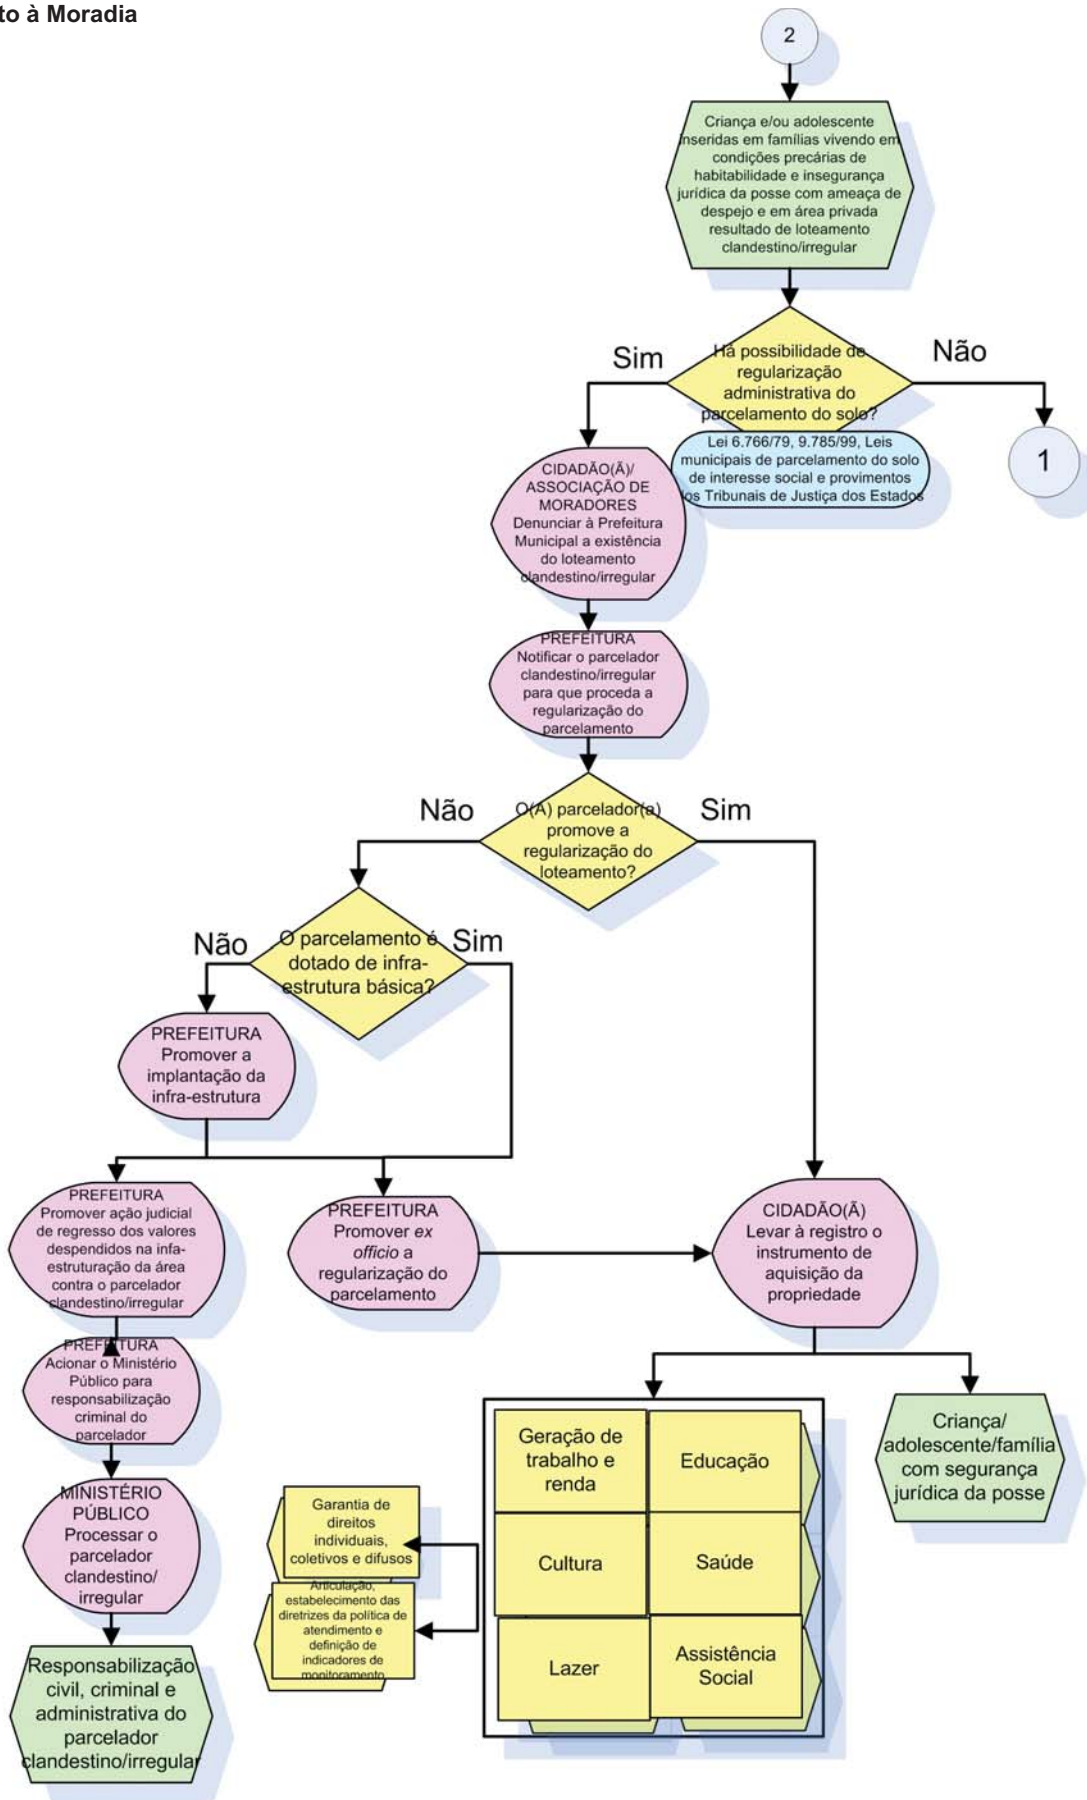 to à Moradia
2
Criança e/ou adolescente
inseridas em famílias vivendo em
condições precárias de
habitabilidade e insegurança
jurídica da posse com ameaça de
despejo e em área privada
resultado de loteamento
clandestino/irregular
Sim
Não
Há possibilidade de
regularização
administrativa do
parcelamento do solo?
Lei 6.766/79, 9.785/99, Leis
municipais de parcelamento do solo
de interesse social e provimentos
os Tribunais de Justiça dos Estados
1
CIDADÃO(Ã)/
ASSOCIAÇÃO DE
MORADORES
Denunciar à Prefeitura
Municipal a existência
do loteamento
clandestino/irregular
PREFEITURA
Notificar o parcelador
clandestino/irregular
para que proceda a
regularização do
parcelamento
Não
Sim
O(A) parcelador(a)
promove a
regularização do
loteamento?
Não
Sim
O parcelamento é
dotado de infra-
estrutura básica?
PREFEITURA
Promover a
implantação da
infra-estrutura
PREFEITURA
Promover ação judicial
de regresso dos valores
despendidos na infa-
estruturação da área
contra o parcelador
clandestino/irregular
PREFEITURA
Promover ex
officio a
regularização do
parcelamento
CIDADÃO(Ã)
Levar à registro o
instrumento de
aquisição da
propriedade
PREFEITURA
Acionar o Ministério
Público para
responsabilização
criminal do
parcelador
MINISTÉRIO
PÚBLICO
Processar o
parcelador
clandestino/
irregular
Responsabilização
civil, criminal e
administrativa do
parcelador
clandestino/irregular
Garantia de
direitos
individuais,
coletivos e difusos
Articulação,
estabelecimento das
diretrizes da política de
atendimento e
definição de
indicadores de
monitoramento
Geração de
trabalho e
renda
Educação
Cultura
Saúde
Lazer
Assistência
Social
Criança/
adolescente/família
com segurança
jurídica da posse